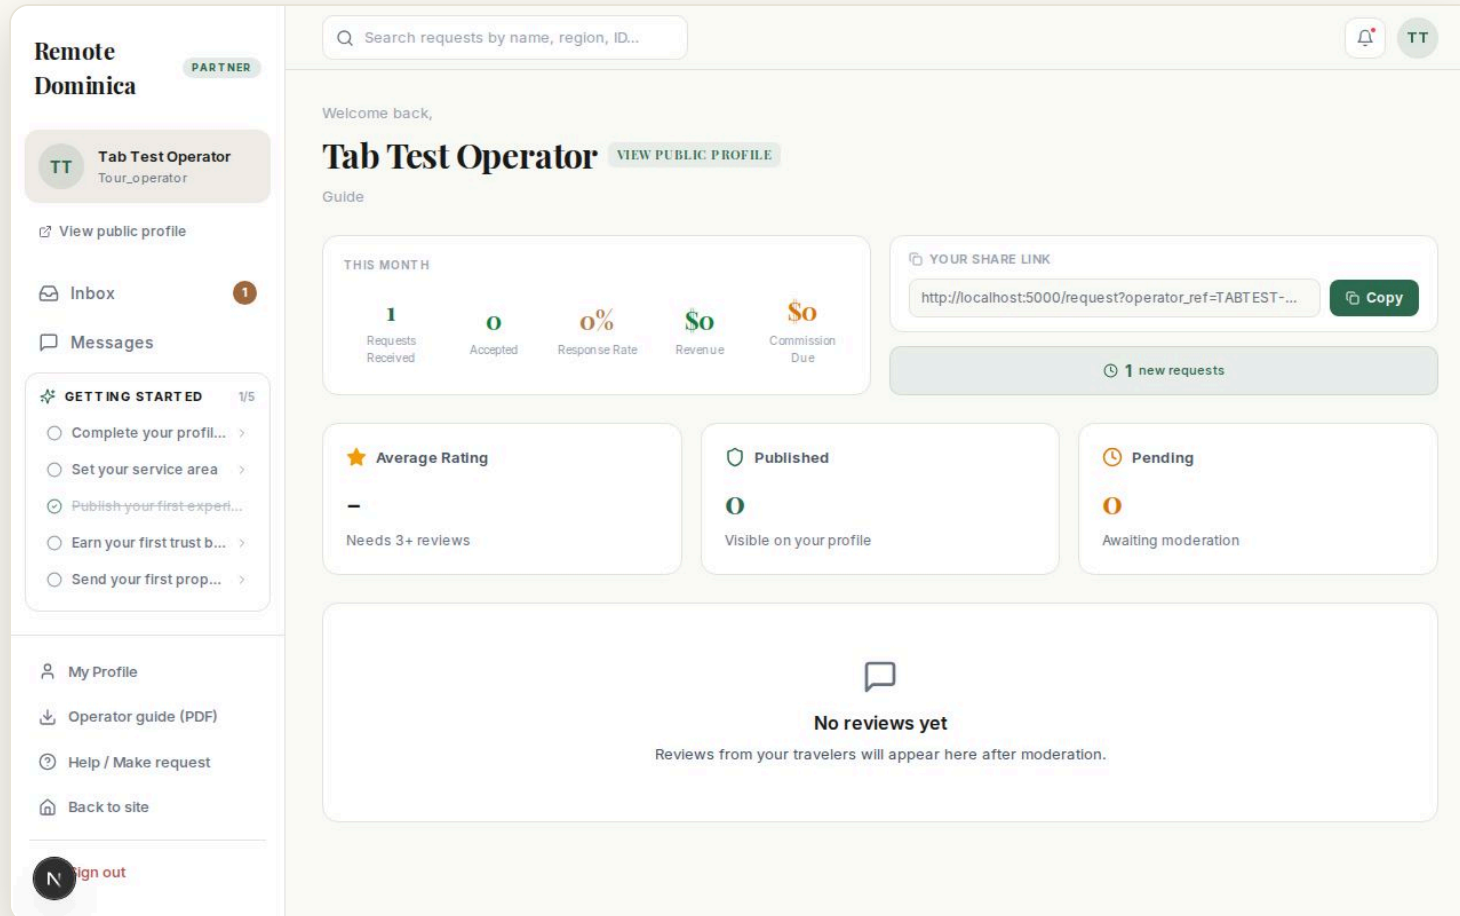 Remote
Dominica
PARTNER
TT
Tab Test Operator
Tour_operator
View public profile
Inbox
1
Messages
GETTING STARTED
1/5
Complete your profil...
Set your service area
Publish your first experi...
Earn your first trust b...
Send your first prop...
My Profile
Operator guide (PDF)
Help / Make request
Back to site
N
Sign out
Search requests by name, region, ID...
TT
Welcome back,
Tab Test Operator
VIEW PUBLIC PROFILE
Guide
THIS MONTH
1
Requests
Received
0
Accepted
0%
Response Rate
$0
Revenue
$0
Commission
Due
YOUR SHARE LINK
http://localhost:5000/request?operator_ref=TABTEST-...
Copy
1 new requests
Average Rating
–
Needs 3+ reviews
Published
0
Visible on your profile
Pending
0
Awaiting moderation
No reviews yet
Reviews from your travelers will appear here after moderation.